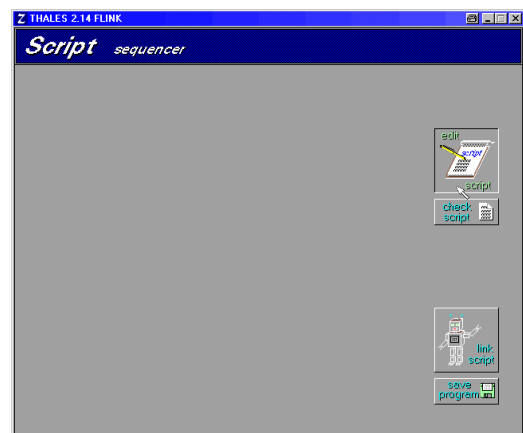 Z THALES 2.14 FLINK
Script sequencer
edit
script
script
check
script
link
script
save
program